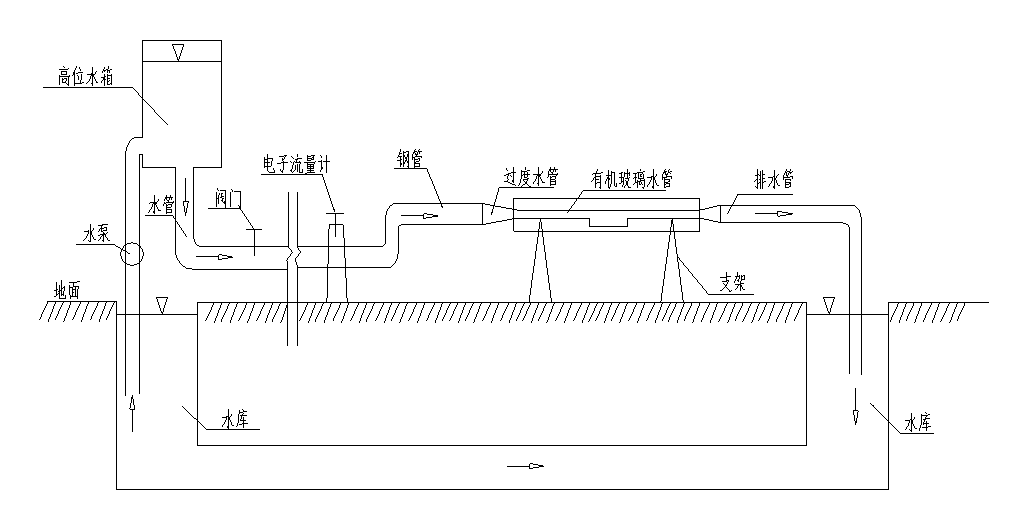 高位水箱
电子流量计
钢管
过度水管
有机玻璃水管
排水管
水管
阀门
水泵
地面
支架
水库
水库